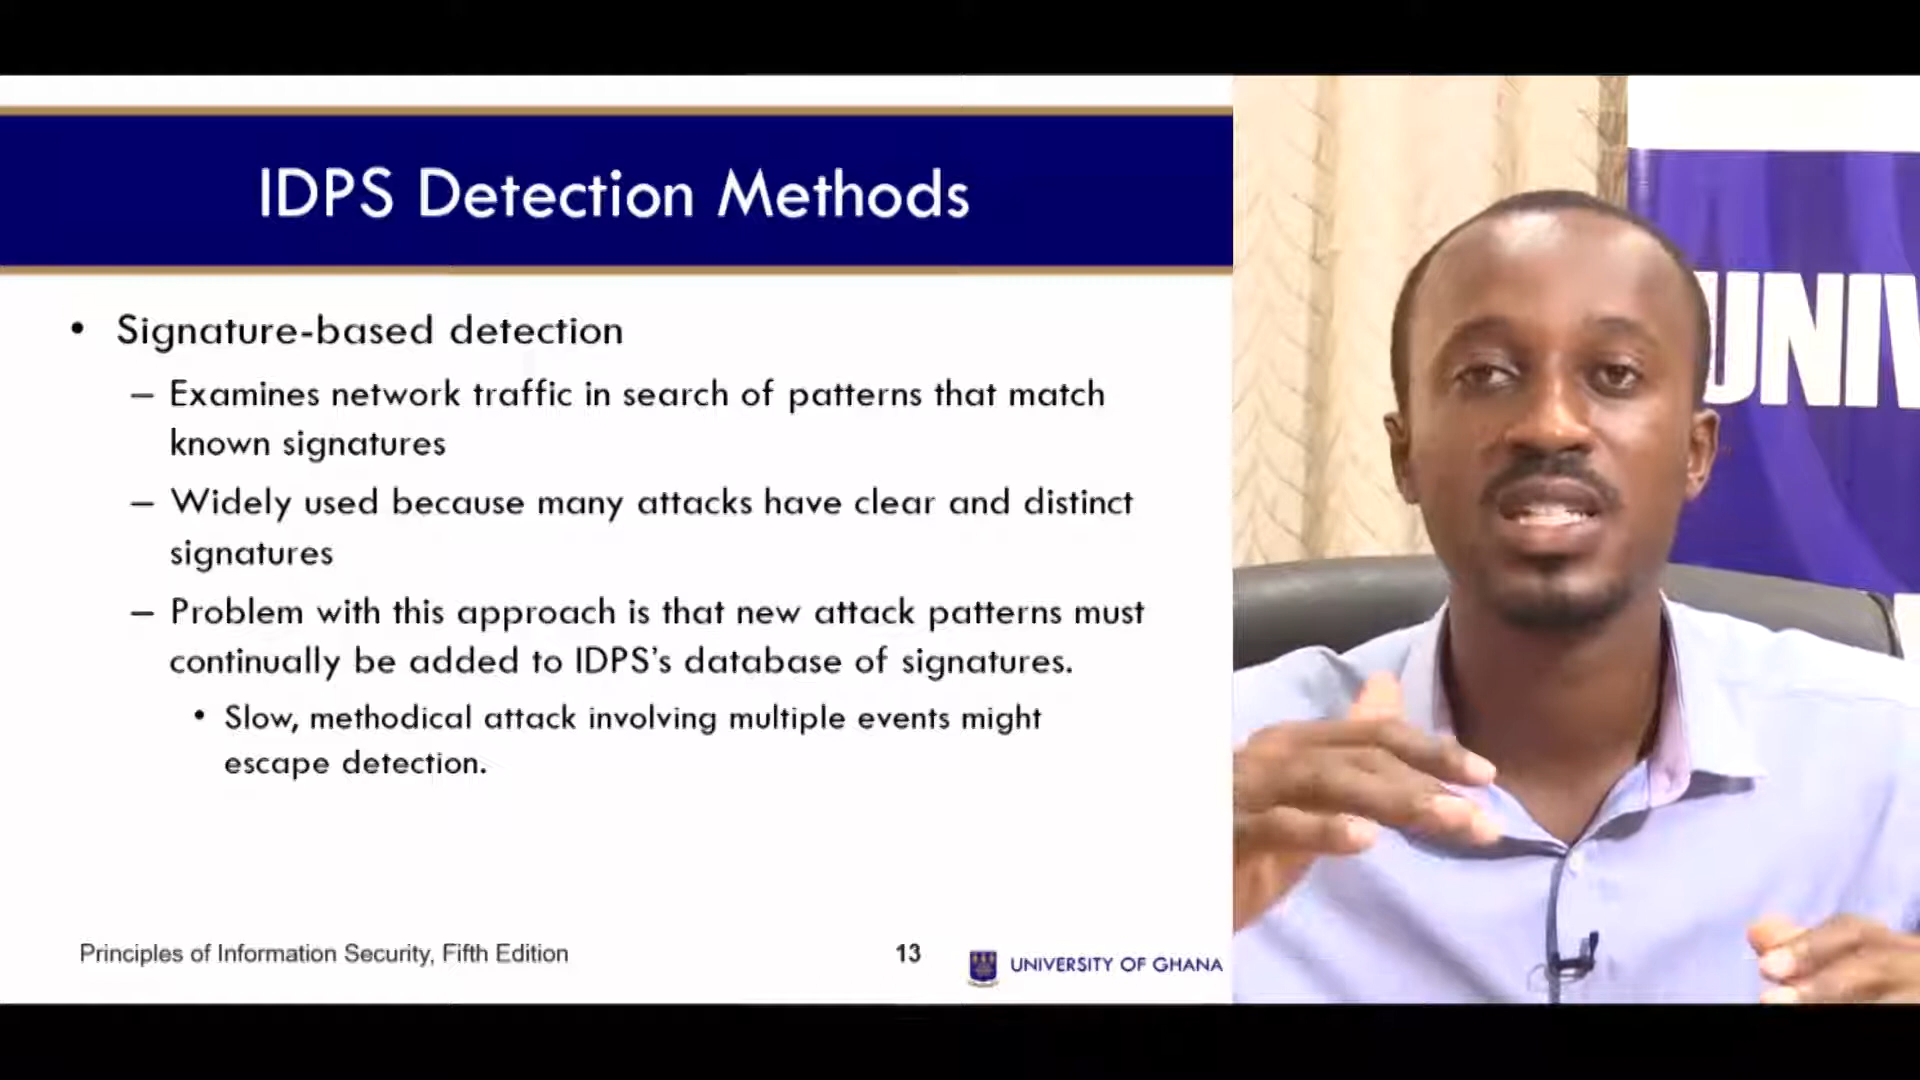 IDPS Detection Methods
• Signature-based detection
– Examines network traffic in search of patterns that match
known signatures
– Widely used because many attacks have clear and distinct
signatures
– Problem with this approach is that new attack patterns must
continually be added to IDPS’s database of signatures.
• Slow, methodical attack involving multiple events might
escape detection.
Principles of Information Security, Fifth Edition
13
UNIVERSITY OF GHANA
UNIV